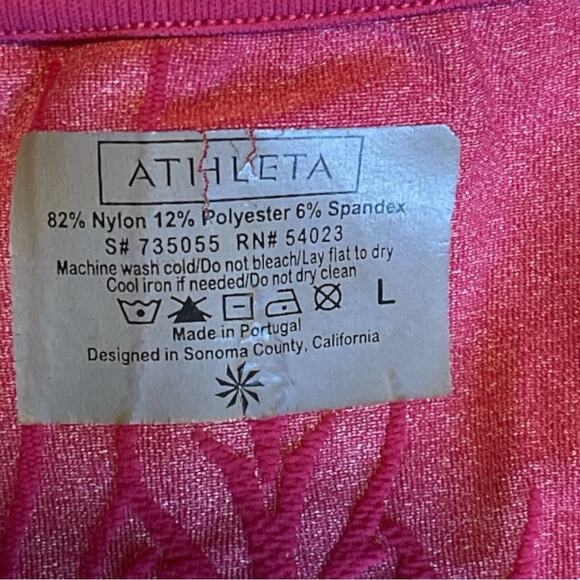 ATHLETA
82% Nylon 12% Polyester 6% Spandex
S# 735055 RN# 54023
Machine wash cold/Do not bleach/Lay flat to dry
Cool iron if needed/Do not dry clean
L
Made in Portugal
Designed in Sonoma County, California